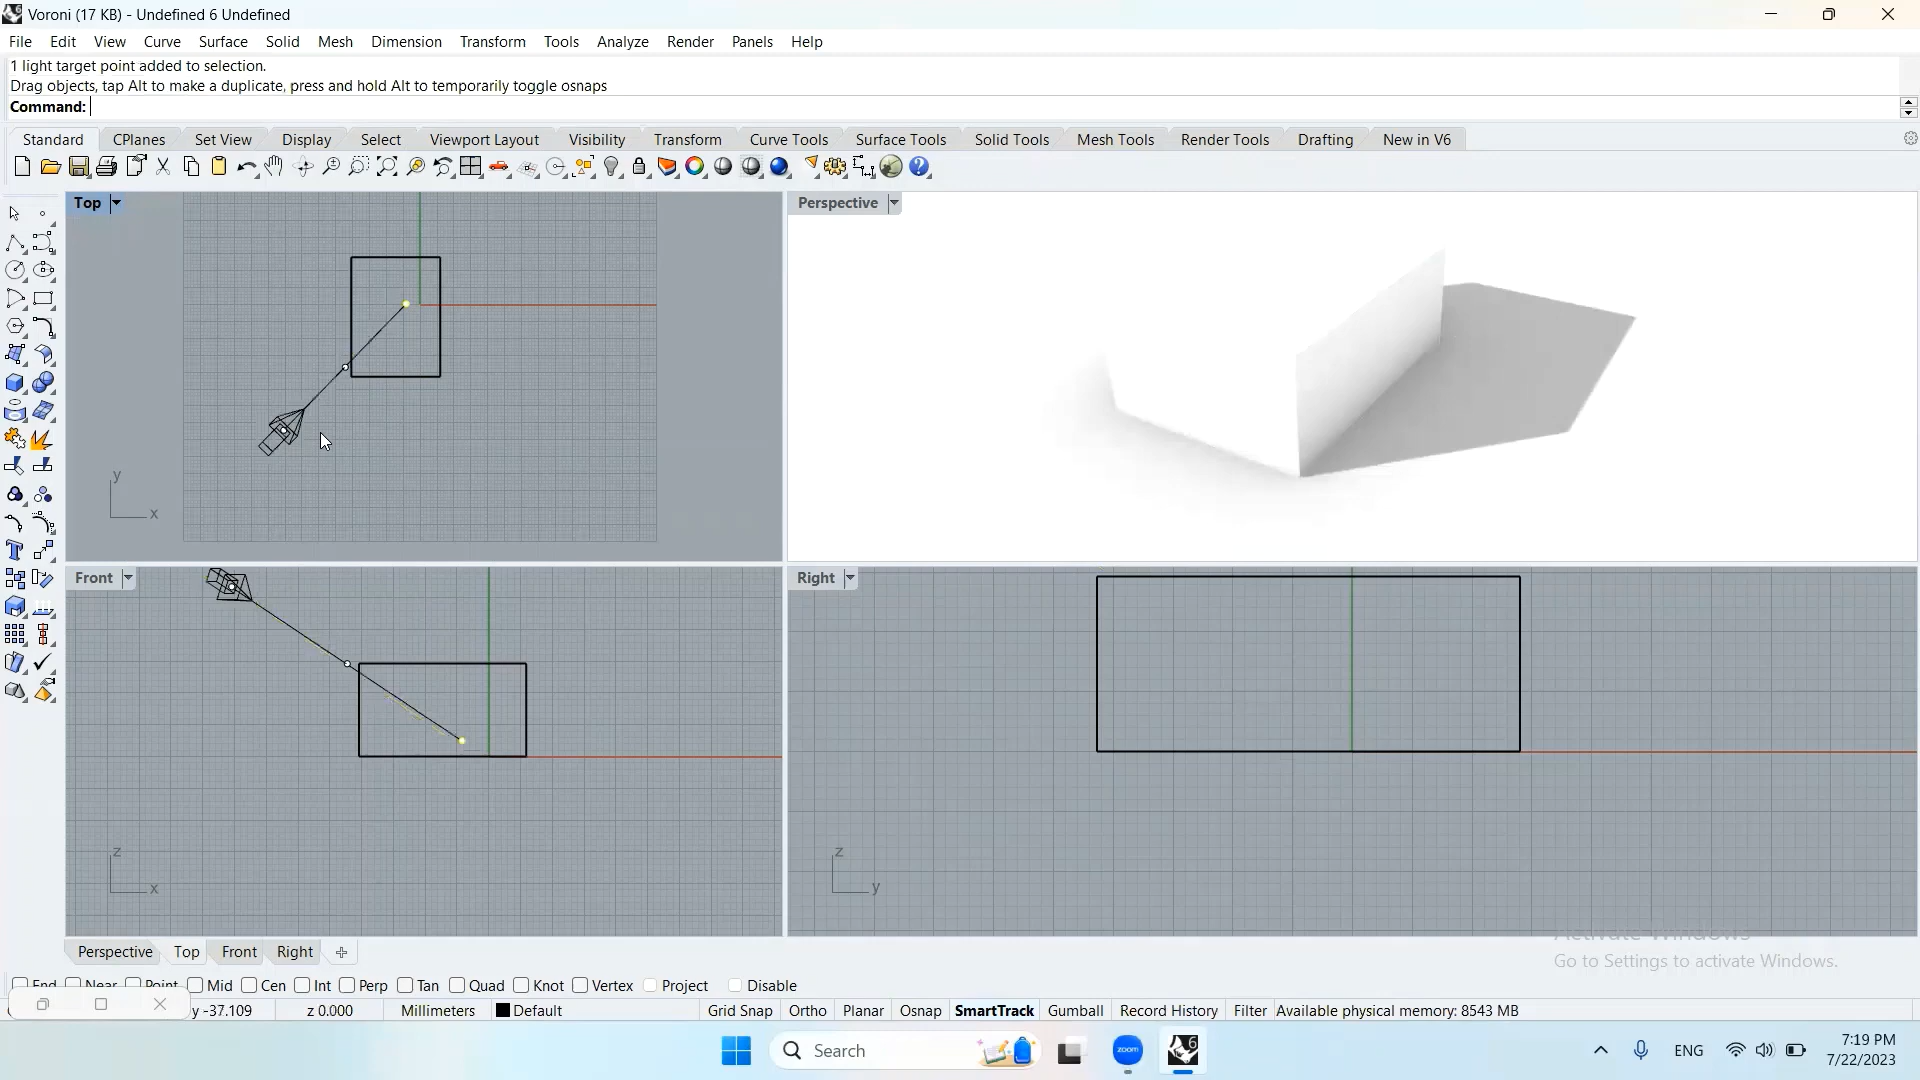 Voroni (17 KB) - Undefined 6 Undefined
File Edit View Curve Surface Solid Mesh Dimension Transform Tools Analyze Render Panels Help
1 light target point added to selection.
Drag objects, tap Alt to make a duplicate, press and hold Alt to temporarily toggle osnaps
Command:
Standard CPlanes Set View Display Select Viewport Layout Visibility Transform Curve Tools Surface Tools Solid Tools Mesh Tools Render Tools Drafting New in V6
Top
Perspective
y
x
Front
Right
z
x
z
y
Activate Windows
Go to Settings to activate Windows.
Perspective Top Front Right
End Near Point Mid Cen Int Perp Tan Quad Knot Vertex Project Disable
y -37.109 z 0.000 Millimeters Default Grid Snap Ortho Planar Osnap SmartTrack Gumball Record History Filter Available physical memory: 8543 MB
Search
zoom
6
ENG
7:19 PM
7/22/2023